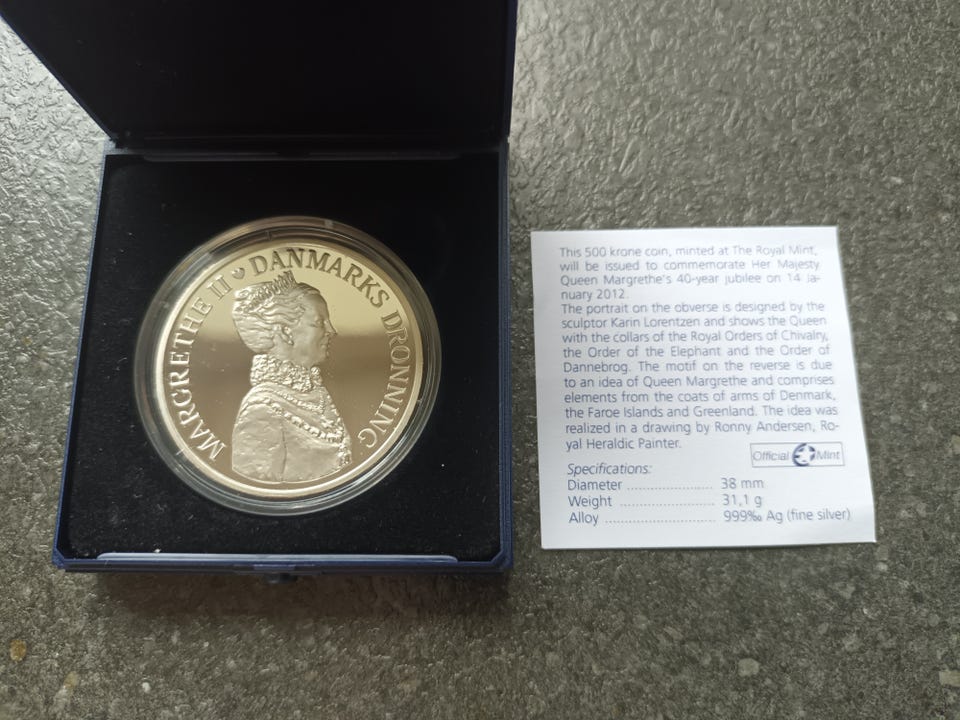 MARGRETHE II DANMARKS DRONNING
This 500 krone coin, minted at The Royal Mint,
will be issued to commemorate Her Majesty
Queen Margrethe's 40-year jubilee on 14 Ja-
nuary 2012.
The portrait on the obverse is designed by the
sculptor Karin Lorentzen and shows the Queen
with the collars of the Royal Orders of Chivalry,
the Order of the Elephant and the Order of
Dannebrog. The motif on the reverse is due
to an idea of Queen Margrethe and comprises
elements from the coats of arms of Denmark,
the Faroe Islands and Greenland. The idea was
realized in a drawing by Ronny Andersen, Ro-
yal Heraldic Painter.
Official Mint
Specifications:
Diameter ..................... 38 mm
Weight ......................... 31,1 g
Alloy ............................ 999‰ Ag (fine silver)